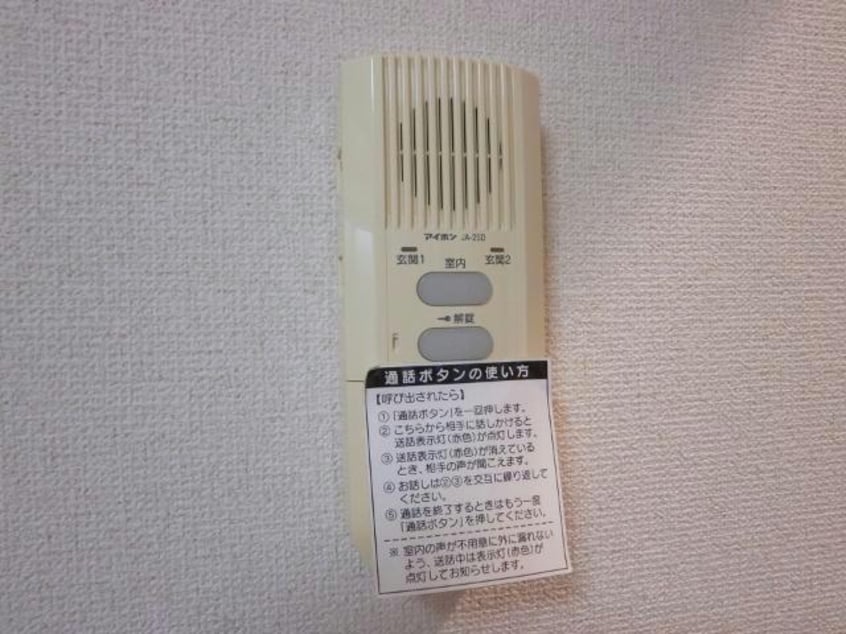 アイホン JA-2SD
玄関1 室内 玄関2
解錠
通話ボタンの使い方
【呼び出されたら】
① 「通話ボタン」を一回押します。
② こちらから相手に話しかけると
送話表示灯(赤色)が点灯します。
③ 送話表示灯(赤色)が消えている
とき、相手の声が聞こえます。
④ お話しは②③を交互に繰り返して
ください。
⑤ 通話を終了するときはもう一度
「通話ボタン」を押してください。
※ 室内の声が不用意に外に漏れない
よう、送話中は表示灯(赤色)が
点灯してお知らせします。